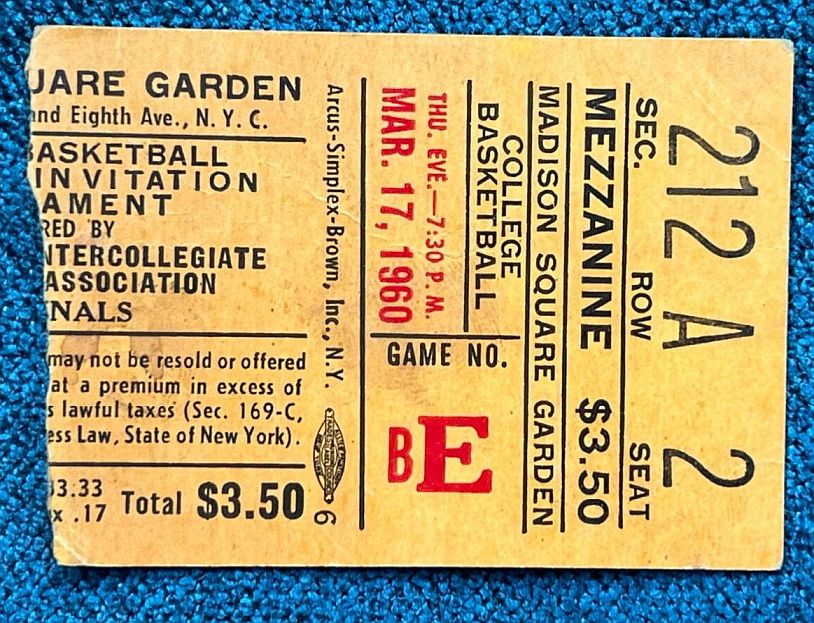 UARE GARDEN
and Eighth Ave., N. Y. C.
BASKETBALL
INVITATION
AMENT
RED BY
NTERCOLLEGIATE
ASSOCIATION
NALS
may not be resold or offered
at a premium in excess of
s lawful taxes (Sec. 169-C,
ess Law, State of New York).
$3.33
x .17
Total $3.50
Arcus-Simplex-Brown, Inc., N.Y.
6
THU. EVE.—7:30 P. M.
MAR. 17, 1960
GAME NO.
BE
COLLEGE
BASKETBALL
MADISON SQUARE GARDEN
MEZZANINE $3.50
SEC. ROW SEAT
212 A 2